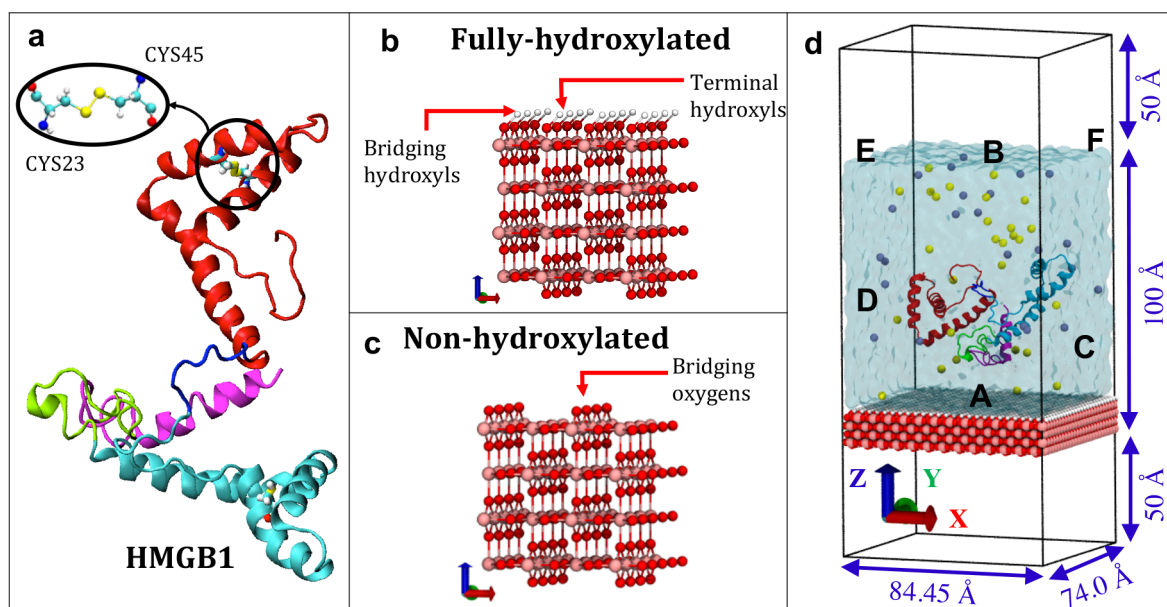 a
CYS45
CYS23
HMGB1
b
Fully-hydroxylated
Terminal
hydroxyls
Bridging
hydroxyls
c
Non-hydroxylated
Bridging
oxygens
d
50 Å
E
B
F
D
C
A
100 Å
Z
Y
X
50 Å
84.45 Å
74.0 Å